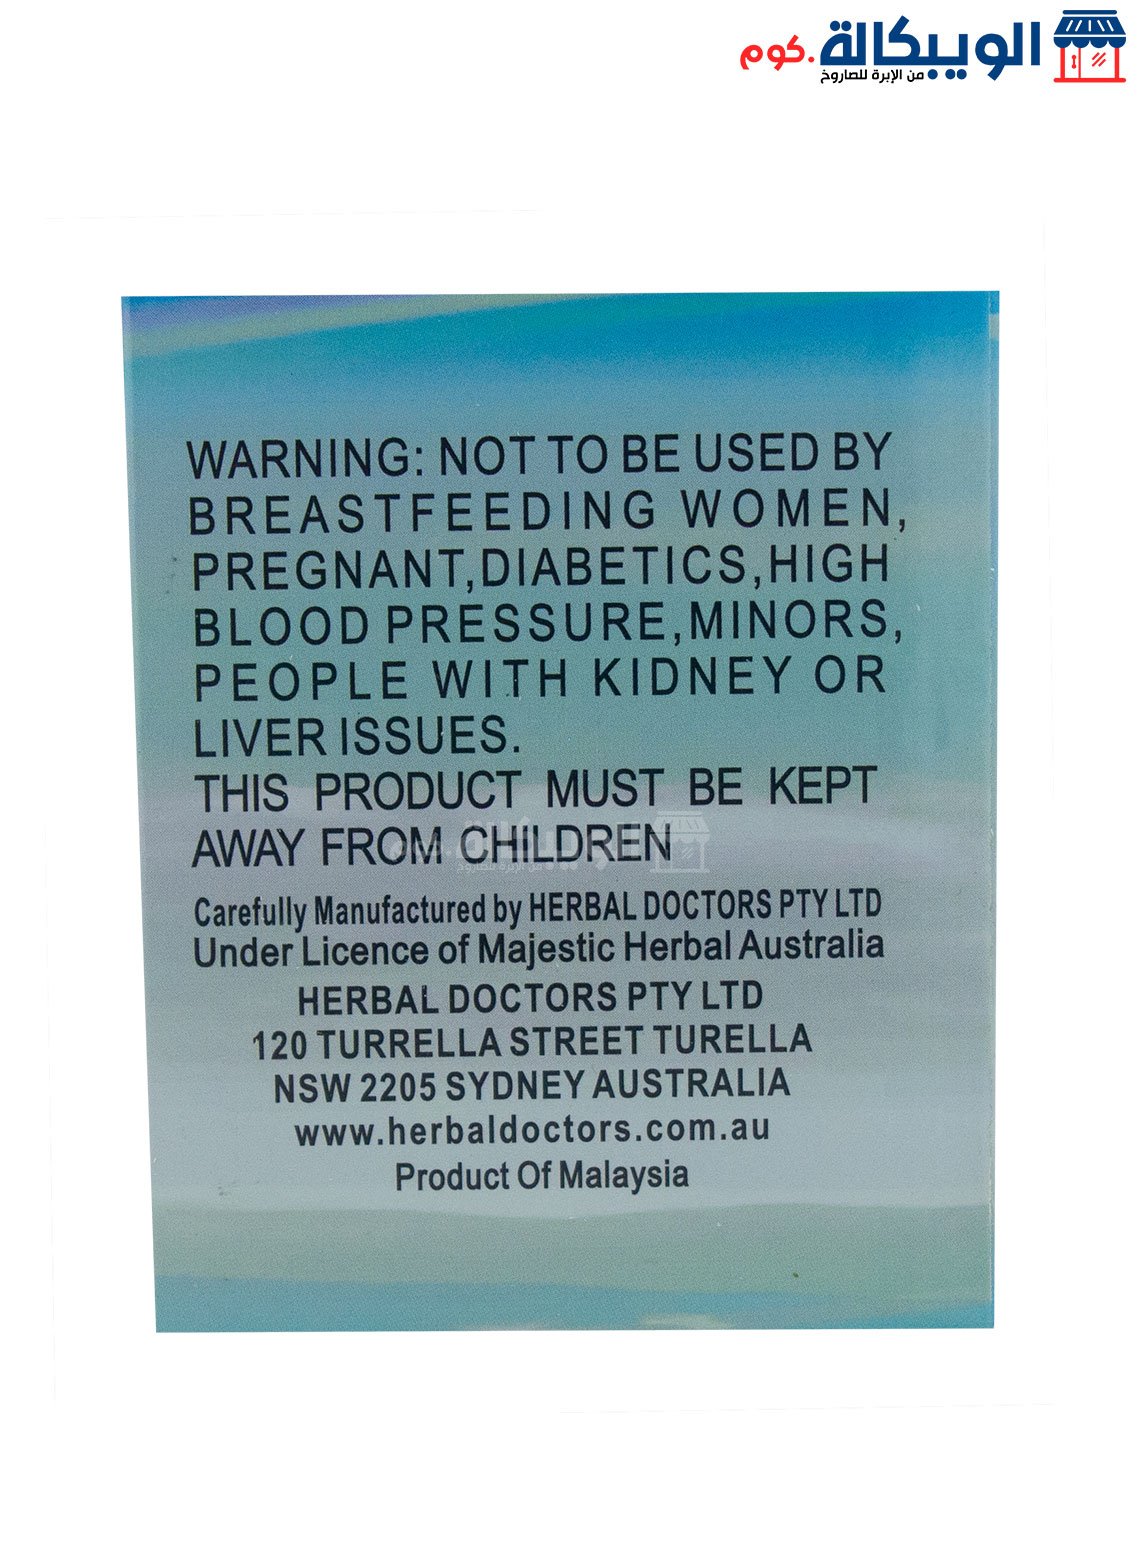 الويبكالة.كوم
من الإبرة للصاروخ
WARNING: NOT TO BE USED BY
BREASTFEEDING WOMEN,
PREGNANT,DIABETICS,HIGH
BLOOD PRESSURE,MINORS,
PEOPLE WITH KIDNEY OR
LIVER ISSUES.
THIS PRODUCT MUST BE KEPT
AWAY FROM CHILDREN
الويبكالة.كوم
Carefully Manufactured by HERBAL DOCTORS PTY LTD
Under Licence of Majestic Herbal Australia
HERBAL DOCTORS PTY LTD
120 TURRELLA STREET TURELLA
NSW 2205 SYDNEY AUSTRALIA
www.herbaldoctors.com.au
Product Of Malaysia